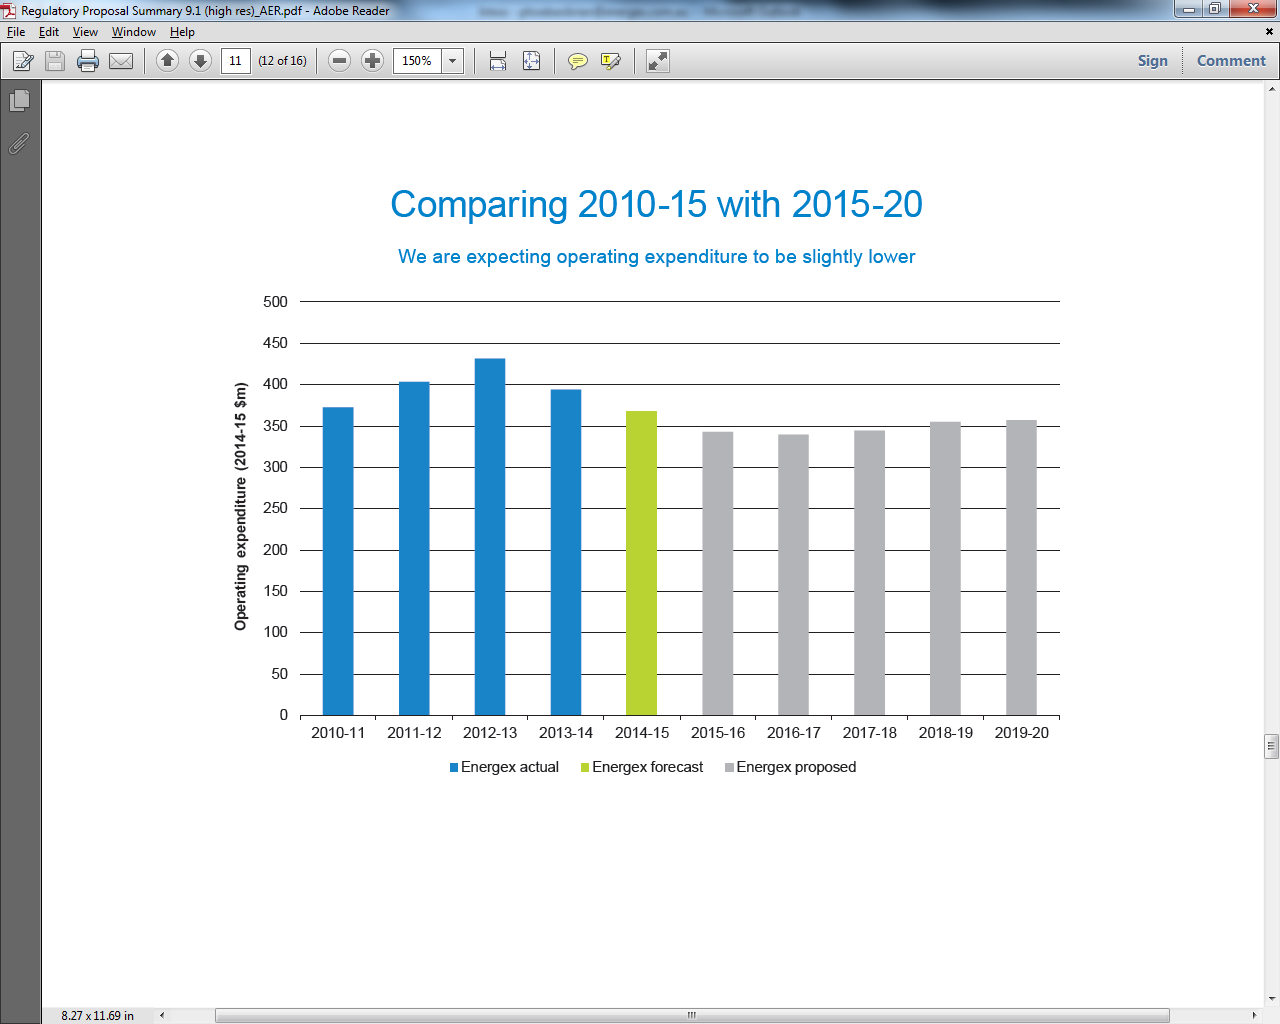 Regulatory Proposal Summary 9.1 (high res)_AER.pdf - Adobe Reader
File Edit View Window Help
11 (12 of 16) 150% Sign Comment
Comparing 2010-15 with 2015-20
We are expecting operating expenditure to be slightly lower
Operating expenditure (2014-15 $m)
500
450
400
350
300
250
200
150
100
50
0
2010-11 2011-12 2012-13 2013-14 2014-15 2015-16 2016-17 2017-18 2018-19 2019-20
Energex actual Energex forecast Energex proposed
8.27 x 11.69 in